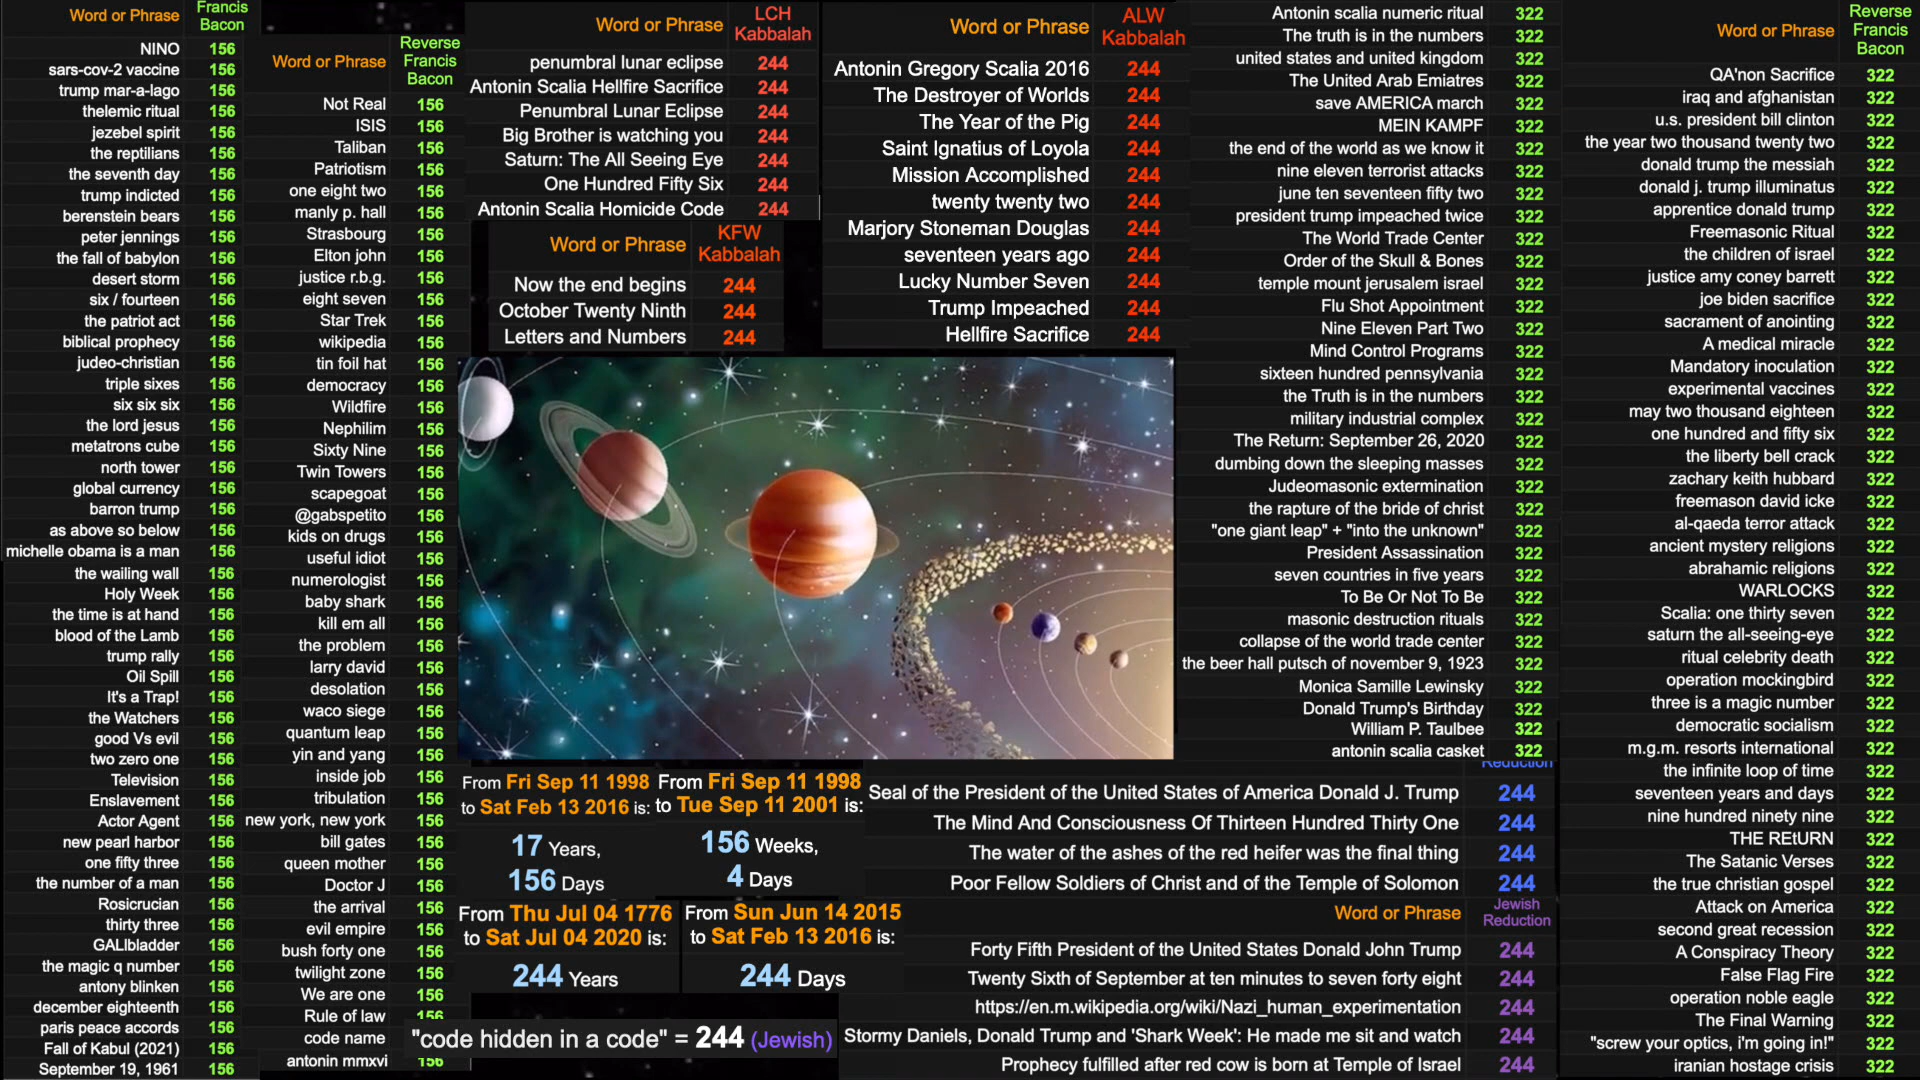 Word or Phrase Francis Bacon
NINO 156
sars-cov-2 vaccine 156
trump mar-a-lago 156
thelemic ritual 156
jezebel spirit 156
the reptilians 156
the seventh day 156
trump indicted 156
berenstein bears 156
peter jennings 156
the fall of babylon 156
desert storm 156
six / fourteen 156
the patriot act 156
biblical prophecy 156
judeo-christian 156
triple sixes 156
six six six 156
the lord jesus 156
metatrons cube 156
north tower 156
global currency 156
barron trump 156
as above so below 156
michelle obama is a man 156
the wailing wall 156
Holy Week 156
the time is at hand 156
blood of the Lamb 156
trump rally 156
Oil Spill 156
It's a Trap! 156
the Watchers 156
good Vs evil 156
two zero one 156
Television 156
Enslavement 156
Actor Agent 156
new pearl harbor 156
one fifty three 156
the number of a man 156
Rosicrucian 156
thirty three 156
GALlbladder 156
the magic q number 156
antony blinken 156
december eighteenth 156
paris peace accords 156
Fall of Kabul (2021) 156
September 19, 1961 156
Word or Phrase Reverse Francis Bacon
Not Real 156
ISIS 156
Taliban 156
Patriotism 156
one eight two 156
manly p. hall 156
Strasbourg 156
Elton john 156
justice r.b.g. 156
eight seven 156
Star Trek 156
wikipedia 156
tin foil hat 156
democracy 156
Wildfire 156
Nephilim 156
Sixty Nine 156
Twin Towers 156
scapegoat 156
@gabspetito 156
kids on drugs 156
useful idiot 156
numerologist 156
baby shark 156
kill em all 156
the problem 156
larry david 156
desolation 156
waco siege 156
quantum leap 156
yin and yang 156
inside job 156
tribulation 156
new york, new york 156
bill gates 156
queen mother 156
Doctor J 156
the arrival 156
evil empire 156
bush forty one 156
twilight zone 156
We are one 156
Rule of law 156
code name
antonin mmxvi 156
Word or Phrase LCH Kabbalah
penumbral lunar eclipse 244
Antonin Scalia Hellfire Sacrifice 244
Penumbral Lunar Eclipse 244
Big Brother is watching you 244
Saturn: The All Seeing Eye 244
One Hundred Fifty Six 244
Antonin Scalia Homicide Code 244
Word or Phrase KFW Kabbalah
Now the end begins 244
October Twenty Ninth 244
Letters and Numbers 244
Word or Phrase ALW Kabbalah
Antonin Gregory Scalia 2016 244
The Destroyer of Worlds 244
The Year of the Pig 244
Saint Ignatius of Loyola 244
Mission Accomplished 244
twenty twenty two 244
Marjory Stoneman Douglas 244
seventeen years ago 244
Lucky Number Seven 244
Trump Impeached 244
Hellfire Sacrifice 244
From Fri Sep 11 1998
to Sat Feb 13 2016 is:
17 Years,
156 Days
From Fri Sep 11 1998
to Tue Sep 11 2001 is:
156 Weeks,
4 Days
From Thu Jul 04 1776
to Sat Jul 04 2020 is:
244 Years
From Sun Jun 14 2015
to Sat Feb 13 2016 is:
244 Days
"code hidden in a code" = 244 (Jewish)
Antonin scalia numeric ritual 322
The truth is in the numbers 322
united states and united kingdom 322
The United Arab Emiatres 322
save AMERICA march 322
MEIN KAMPF 322
the end of the world as we know it 322
nine eleven terrorist attacks 322
june ten seventeen fifty two 322
president trump impeached twice 322
The World Trade Center 322
Order of the Skull & Bones 322
temple mount jerusalem israel 322
Flu Shot Appointment 322
Nine Eleven Part Two 322
Mind Control Programs 322
sixteen hundred pennsylvania 322
the Truth is in the numbers 322
military industrial complex 322
The Return: September 26, 2020 322
dumbing down the sleeping masses 322
Judeomasonic extermination 322
the rapture of the bride of christ 322
"one giant leap" + "into the unknown" 322
President Assassination 322
seven countries in five years 322
To Be Or Not To Be 322
masonic destruction rituals 322
collapse of the world trade center 322
the beer hall putsch of november 9, 1923 322
Monica Samille Lewinsky 322
Donald Trump's Birthday 322
William P. Taulbee 322
antonin scalia casket 322
Reduction
Seal of the President of the United States of America Donald J. Trump 244
The Mind And Consciousness Of Thirteen Hundred Thirty One 244
The water of the ashes of the red heifer was the final thing 244
Poor Fellow Soldiers of Christ and of the Temple of Solomon 244
Word or Phrase Jewish Reduction
Forty Fifth President of the United States Donald John Trump 244
Twenty Sixth of September at ten minutes to seven forty eight 244
https://en.m.wikipedia.org/wiki/Nazi_human_experimentation 244
Stormy Daniels, Donald Trump and 'Shark Week': He made me sit and watch 244
Prophecy fulfilled after red cow is born at Temple of Israel 244
Word or Phrase Reverse Francis Bacon
QA'non Sacrifice 322
iraq and afghanistan 322
u.s. president bill clinton 322
the year two thousand twenty two 322
donald trump the messiah 322
donald j. trump illuminatus 322
apprentice donald trump 322
Freemasonic Ritual 322
the children of israel 322
justice amy coney barrett 322
joe biden sacrifice 322
sacrament of anointing 322
A medical miracle 322
Mandatory inoculation 322
experimental vaccines 322
may two thousand eighteen 322
one hundred and fifty six 322
the liberty bell crack 322
zachary keith hubbard 322
freemason david icke 322
al-qaeda terror attack 322
ancient mystery religions 322
abrahamic religions 322
WARLOCKS 322
Scalia: one thirty seven 322
saturn the all-seeing-eye 322
ritual celebrity death 322
operation mockingbird 322
three is a magic number 322
democratic socialism 322
m.g.m. resorts international 322
the infinite loop of time 322
seventeen years and days 322
nine hundred ninety nine 322
THE REtURN 322
The Satanic Verses 322
the true christian gospel 322
Attack on America 322
second great recession 322
A Conspiracy Theory 322
False Flag Fire 322
operation noble eagle 322
The Final Warning 322
"screw your optics, i'm going in!" 322
iranian hostage crisis 322